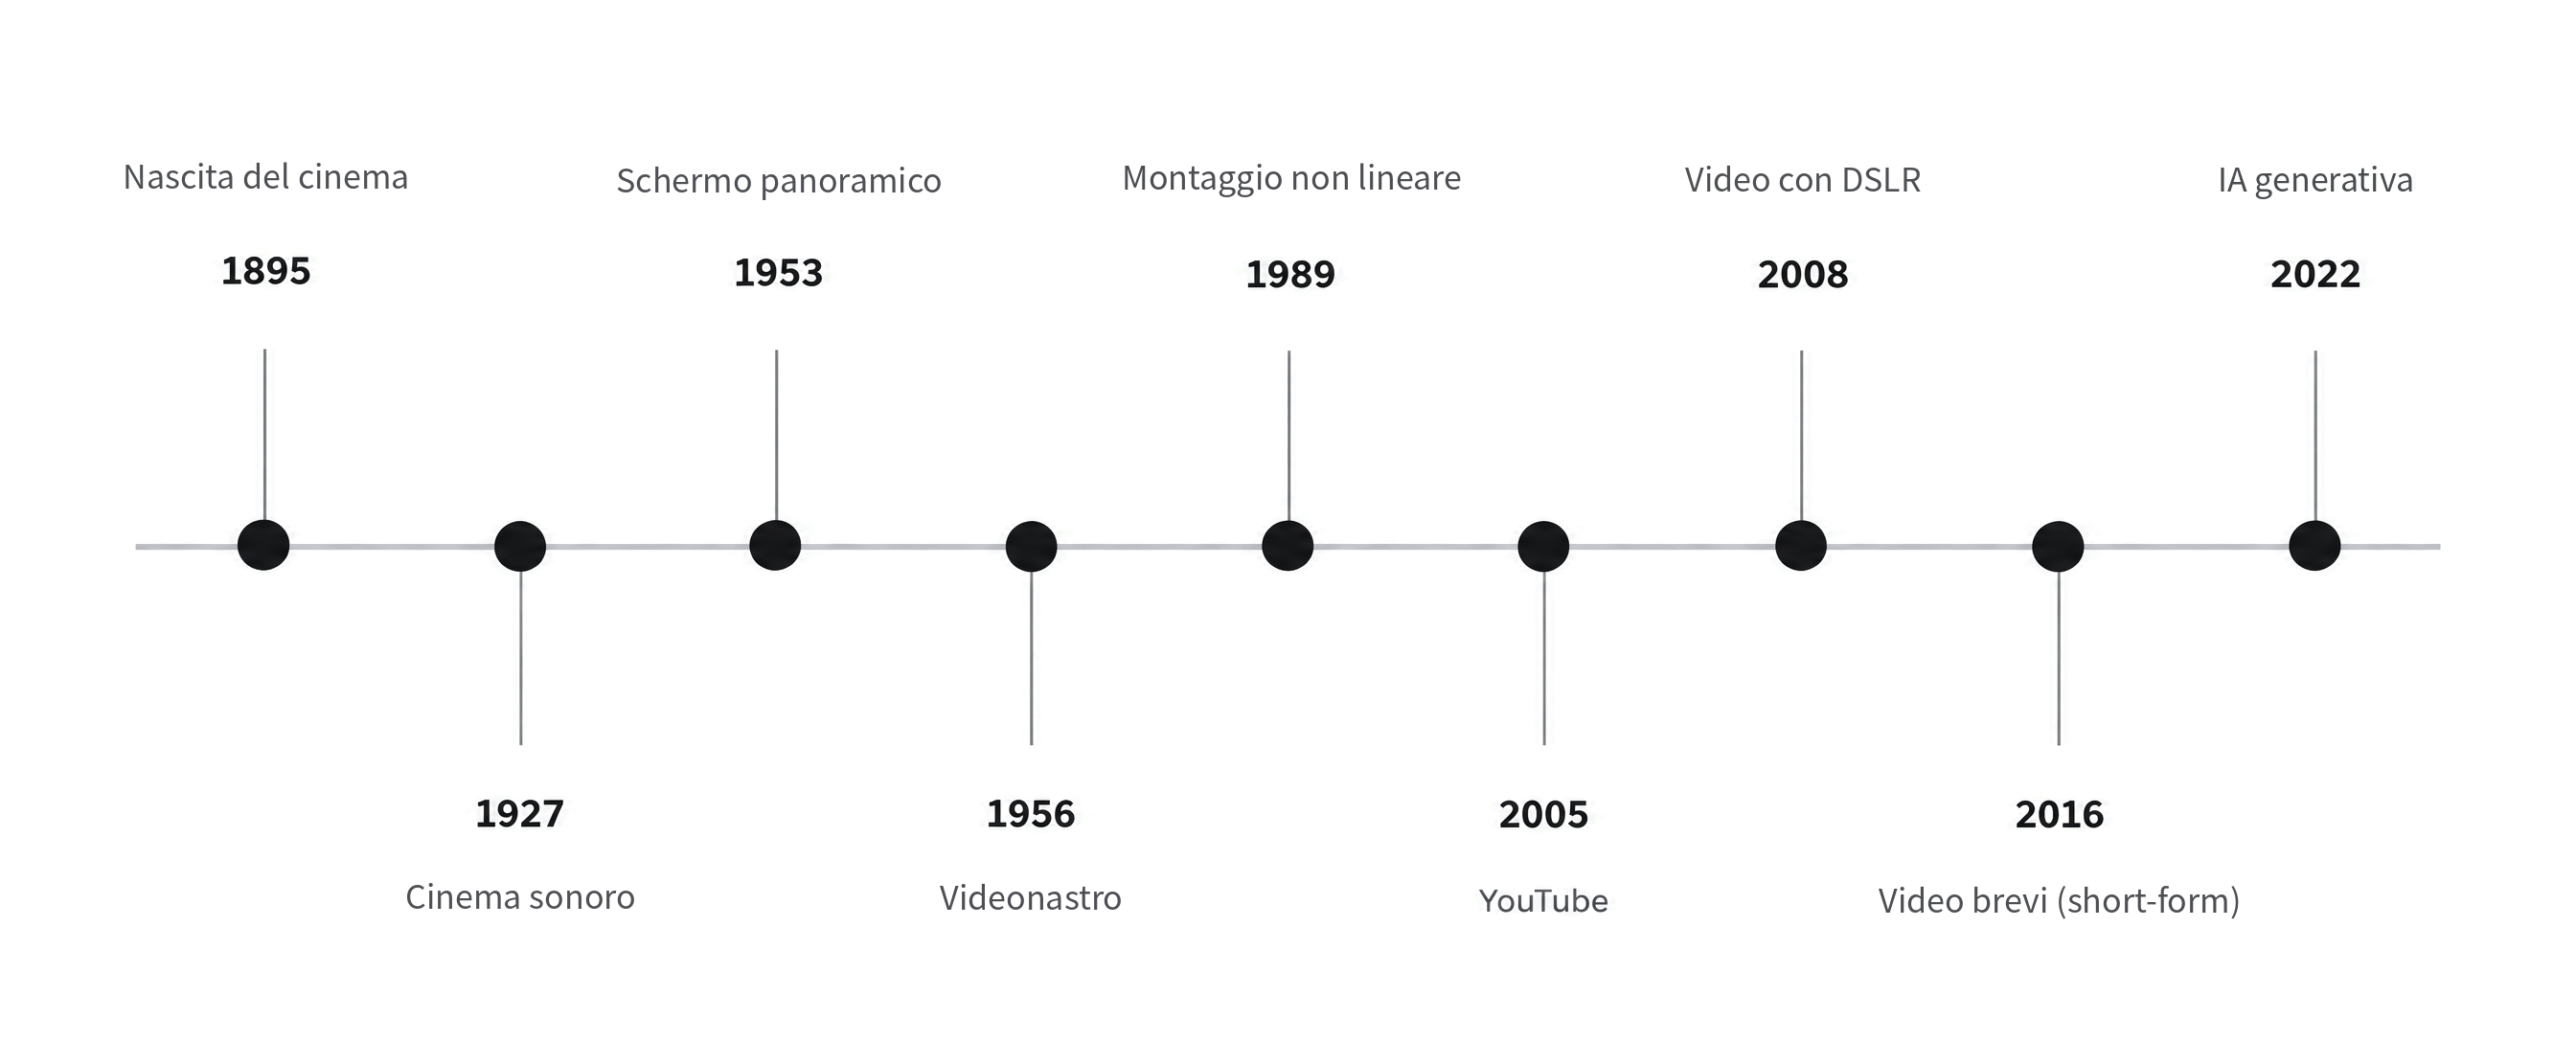 Nascita del cinema
1895
1927
Cinema sonoro
Schermo panoramico
1953
1956
Videonastro
Montaggio non lineare
1989
2005
YouTube
Video con DSLR
2008
2016
Video brevi (short-form)
IA generativa
2022